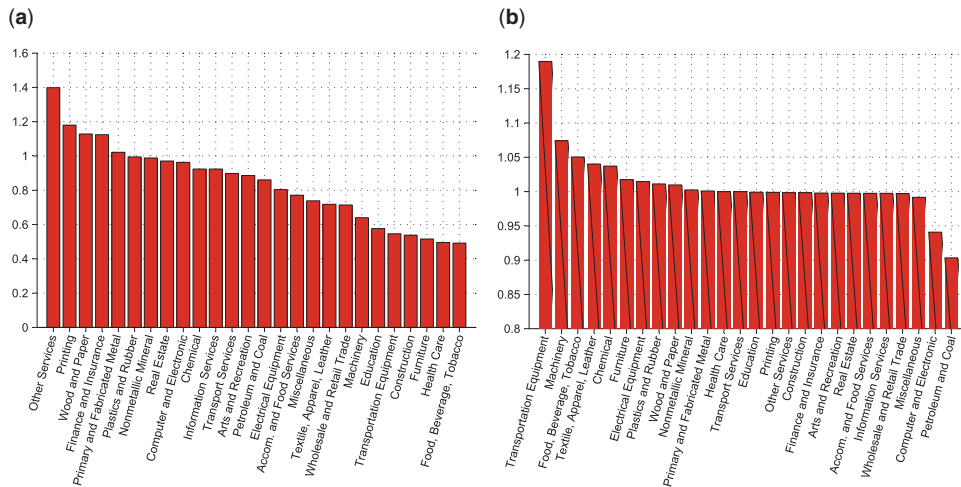 (a)
1.6
1.4
1.2
1
0.8
0.6
0.4
0.2
0
Other Services
Printing
Wood and Paper
Finance and Insurance
Primary and Fabricated Metal
Plastics and Rubber
Nonmetallic Mineral
Real Estate
Computer and Electronic
Chemical
Information Services
Transport Services
Arts and Recreation
Petroleum and Coal
Electrical Equipment
Accom. and Food Services
Miscellaneous
Textile, Apparel, Leather
Wholesale and Retail Trade
Machinery
Education
Transportation Equipment
Construction
Furniture
Health Care
Food, Beverage, Tobacco
(b)
1.2
1.15
1.1
1.05
1
0.95
0.9
0.85
0.8
Transportation Equipment
Machinery
Food, Beverage, Tobacco
Textile, Apparel, Leather
Chemical
Furniture
Electrical Equipment
Plastics and Rubber
Wood and Paper
Nonmetallic Mineral
Primary and Fabricated Metal
Health Care
Transport Services
Education
Printing
Other Services
Construction
Finance and Insurance
Arts and Recreation
Real Estate
Accom. and Food Services
Information Services
Wholesale and Retail Trade
Miscellaneous
Computer and Electronic
Petroleum and Coal